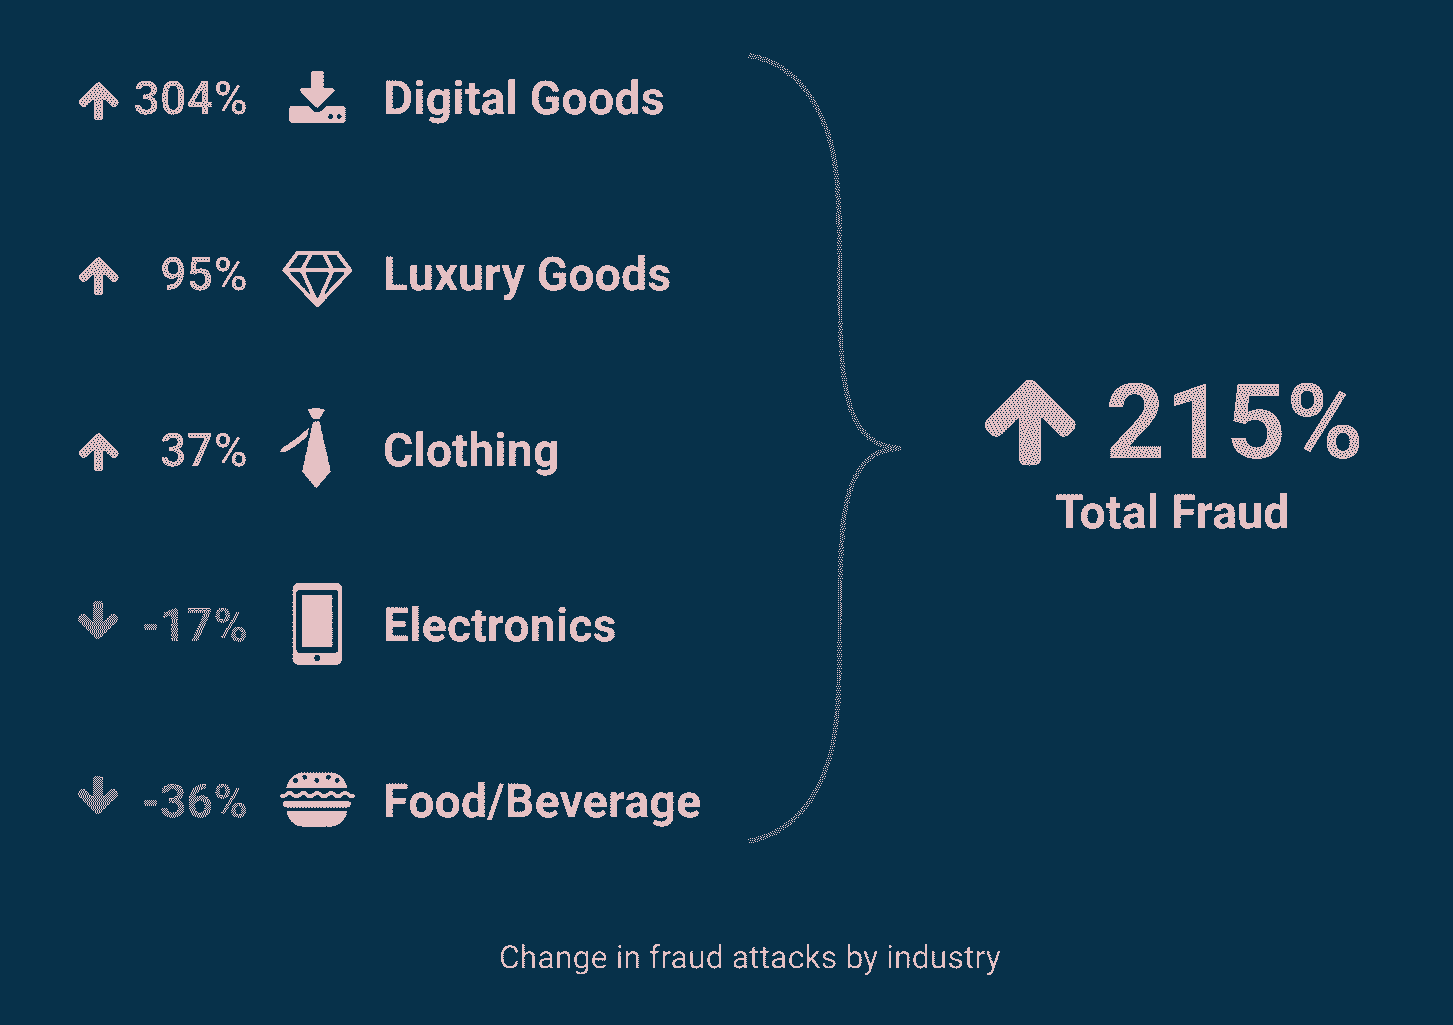 304% Digital Goods
95% Luxury Goods
37% Clothing
-17% Electronics
-36% Food/Beverage
215%
Total Fraud
Change in fraud attacks by industry